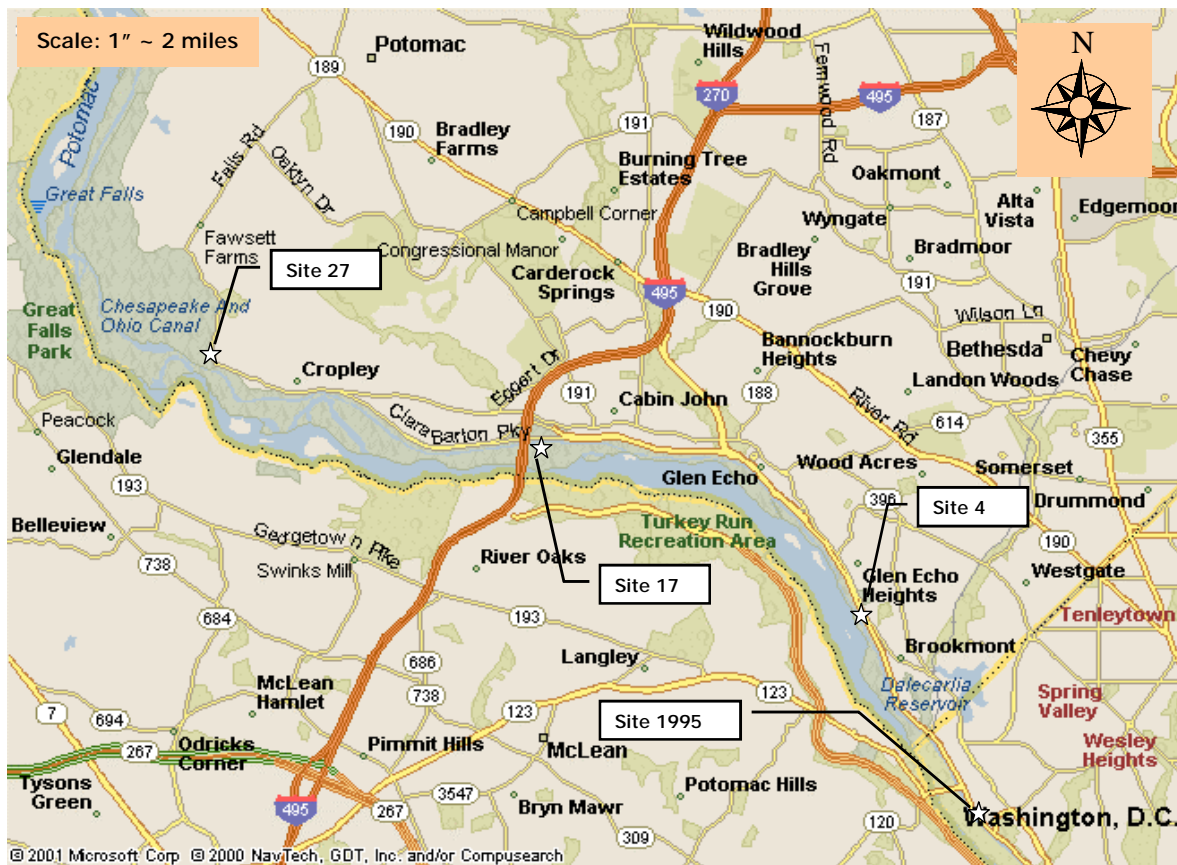 Scale: 1” ~ 2 miles
N
Potomac
Wildwood
Hills
189
Potomac
270
495
Fernwood Rd
187
190
191
Bradley
Farms
Falls Rd
Oaklyn Dr
Burning Tree
Estates
Oakmont
Great Falls
Alta
Vista
Edgemoor
Campbell Corner
Wyngate
Fawsett
Farms
Congressional Manor
Bradley
Hills
Grove
Bradmoor
Site 27
Carderock
Springs
495
191
190
Chesapeake And
Ohio Canal
Great
Falls
Park
Wilson Ln
Bannockburn
Heights
Bethesda
Chevy
Chase
Cropley
Eggert Dr
191
Landon Woods
188
Cabin John
River Rd
Clara Barton Pky
614
Peacock
355
Glendale
Glen Echo
Wood Acres
Somerset
193
396
Site 4
Drummond
Belleview
Turkey Run
Recreation Area
Georgetown Pike
190
738
River Oaks
Swinks Mill
Glen Echo
Heights
Westgate
Site 17
684
193
Tenleytown
Brookmont
686
Langley
McLean
Hamlet
738
123
Dalecarlia
Reservoir
Spring
Valley
7
694
123
Site 1995
Wesley
Heights
267
Odricks
Corner
Pimmit Hills
McLean
Tysons
Green
Potomac Hills
3547
495
267
Bryn Mawr
Washington, D.C.
120
309
© 2001 Microsoft Corp © 2000 NavTech, GDT, Inc. and/or Compusearch